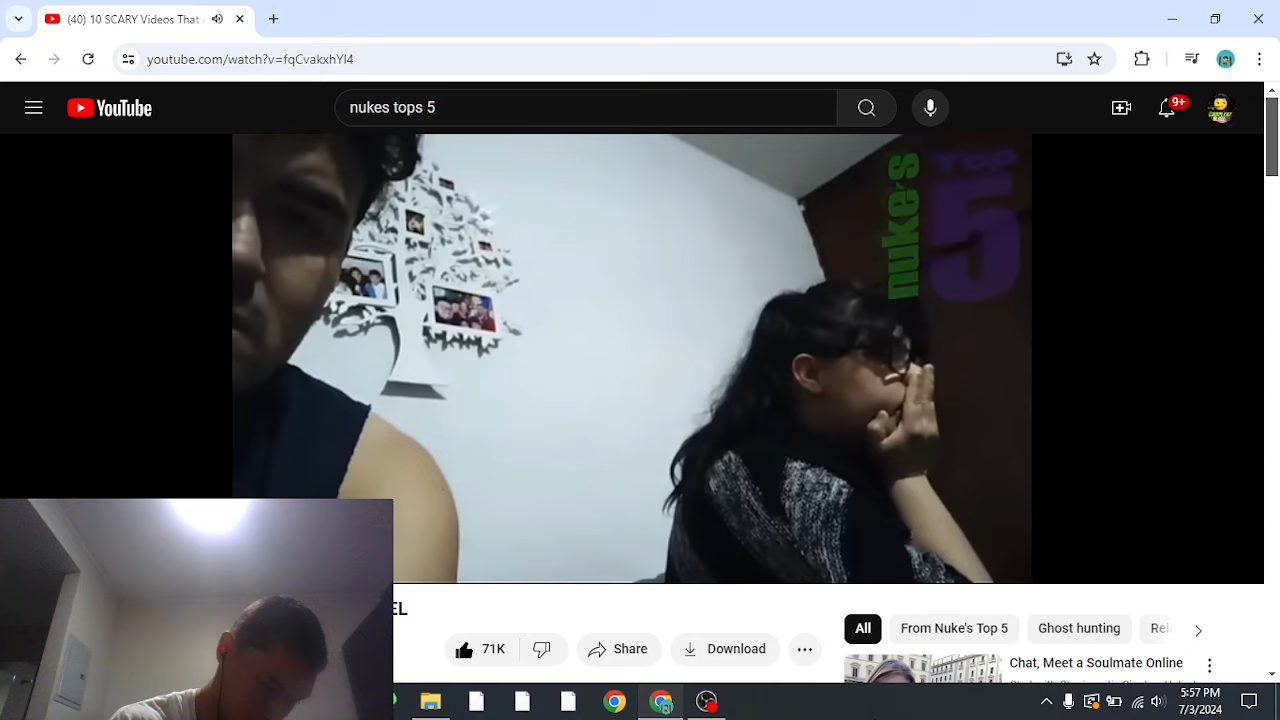 (40) 10 SCARY Videos That
youtube.com/watch?v=fqCvakxhYI4
YouTube
nukes tops 5
9+
nuke's
TOP
5
EL
71K
Share
Download
All
From Nuke's Top 5
Ghost hunting
Rel
Chat, Meet a Soulmate Online
5:57 PM
7/3/2024